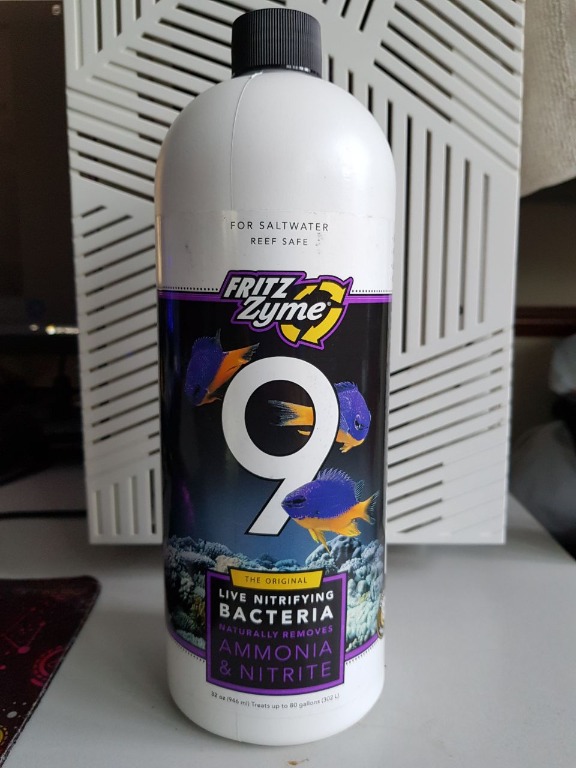 FOR SALTWATER
REEF SAFE
FRITZ
Zyme®
9
THE ORIGINAL
LIVE NITRIFYING
BACTERIA
NATURALLY REMOVES
AMMONIA
& NITRITE
32 oz (946 ml) Treats up to 80 gallons (302 L)